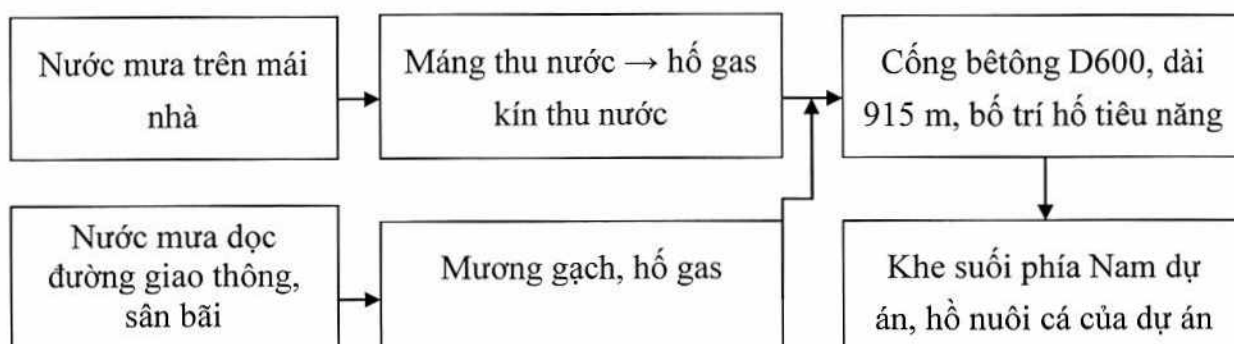 Nước mưa trên mái
nhà
Máng thu nước → hố gas
kín thu nước
Cống bêtông D600, dài
915 m, bố trí hố tiêu năng
Nước mưa dọc
đường giao thông,
sân bãi
Mương gạch, hố gas
Khe suối phía Nam dự
án, hồ nuôi cá của dự án